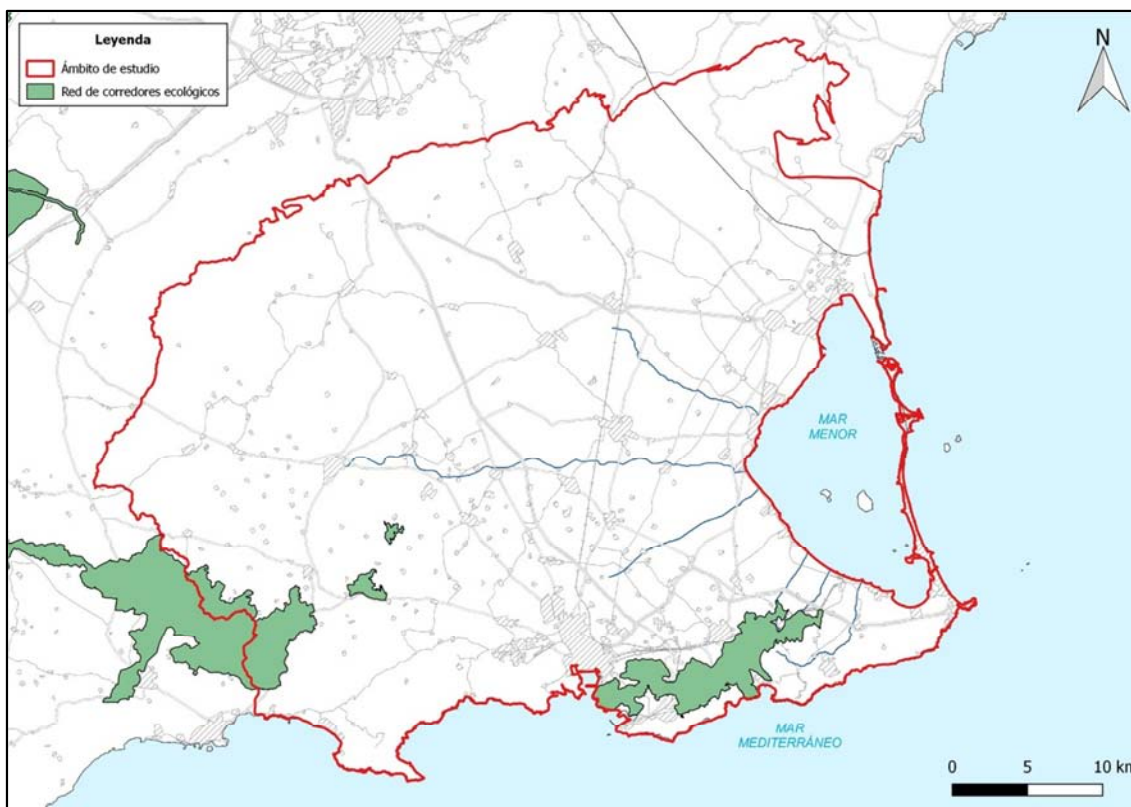 Leyenda
Ámbito de estudio
Red de corredores ecológicos
N
MAR
MENOR
MAR
MEDITERRÁNEO
0 5 10 km